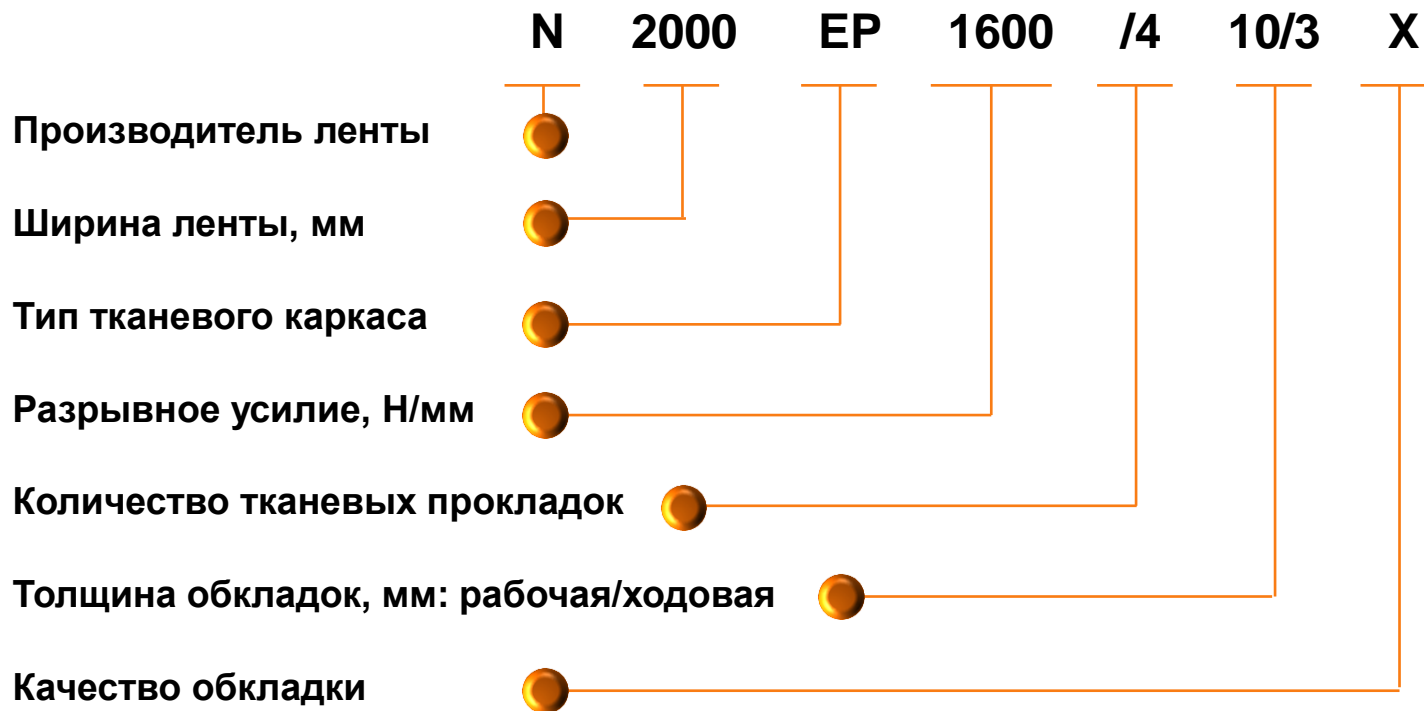 N 2000 EP 1600 /4 10/3 X
Производитель ленты
Ширина ленты, мм
Тип тканевого каркаса
Разрывное усилие, Н/мм
Количество тканевых прокладок
Толщина обкладок, мм: рабочая/ходовая
Качество обкладки